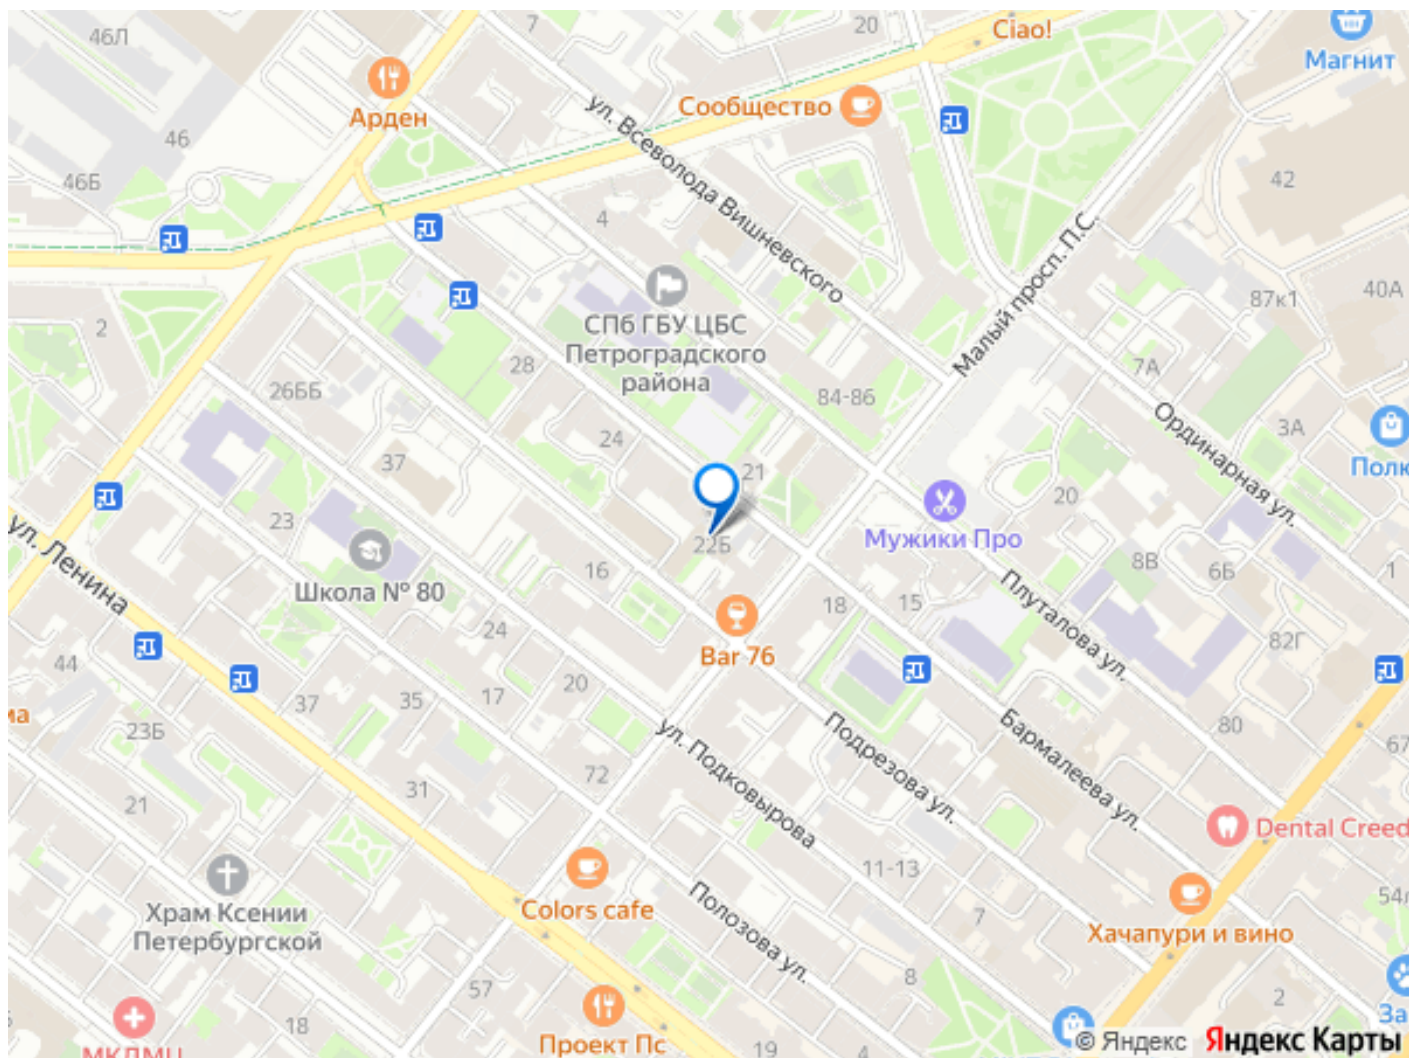 46Л
7
20
Ciao!
Магнит
Арден
Сообщество
46
46Б
ул. Всеволода Вишневского
42
4
Малый просп. П.С.
87к1
40А
2
СПб ГБУ ЦБС
Петроградского
района
28
26ББ
84-86
7А
Ординарная ул.
3А
24
37
21
Полк
23
20
Мужики Про
22Б
16
Школа № 80
ул. Ленина
8В
6Б
1
18
15
Плуталова ул.
82Г
24
Bar 76
44
17
20
37
35
ма
23Б
80
67
ул. Подковырова
Подрезова ул.
Бармалеева ул.
72
31
21
Dental Creed
11-13
54л
Храм Ксении
Петербургской
Colors cafe
Полозова ул.
7
Хачапури и вино
57
8
2
За
18
МКДМЦ
Проект Пс
19
4
© Яндекс Яндекс Карты